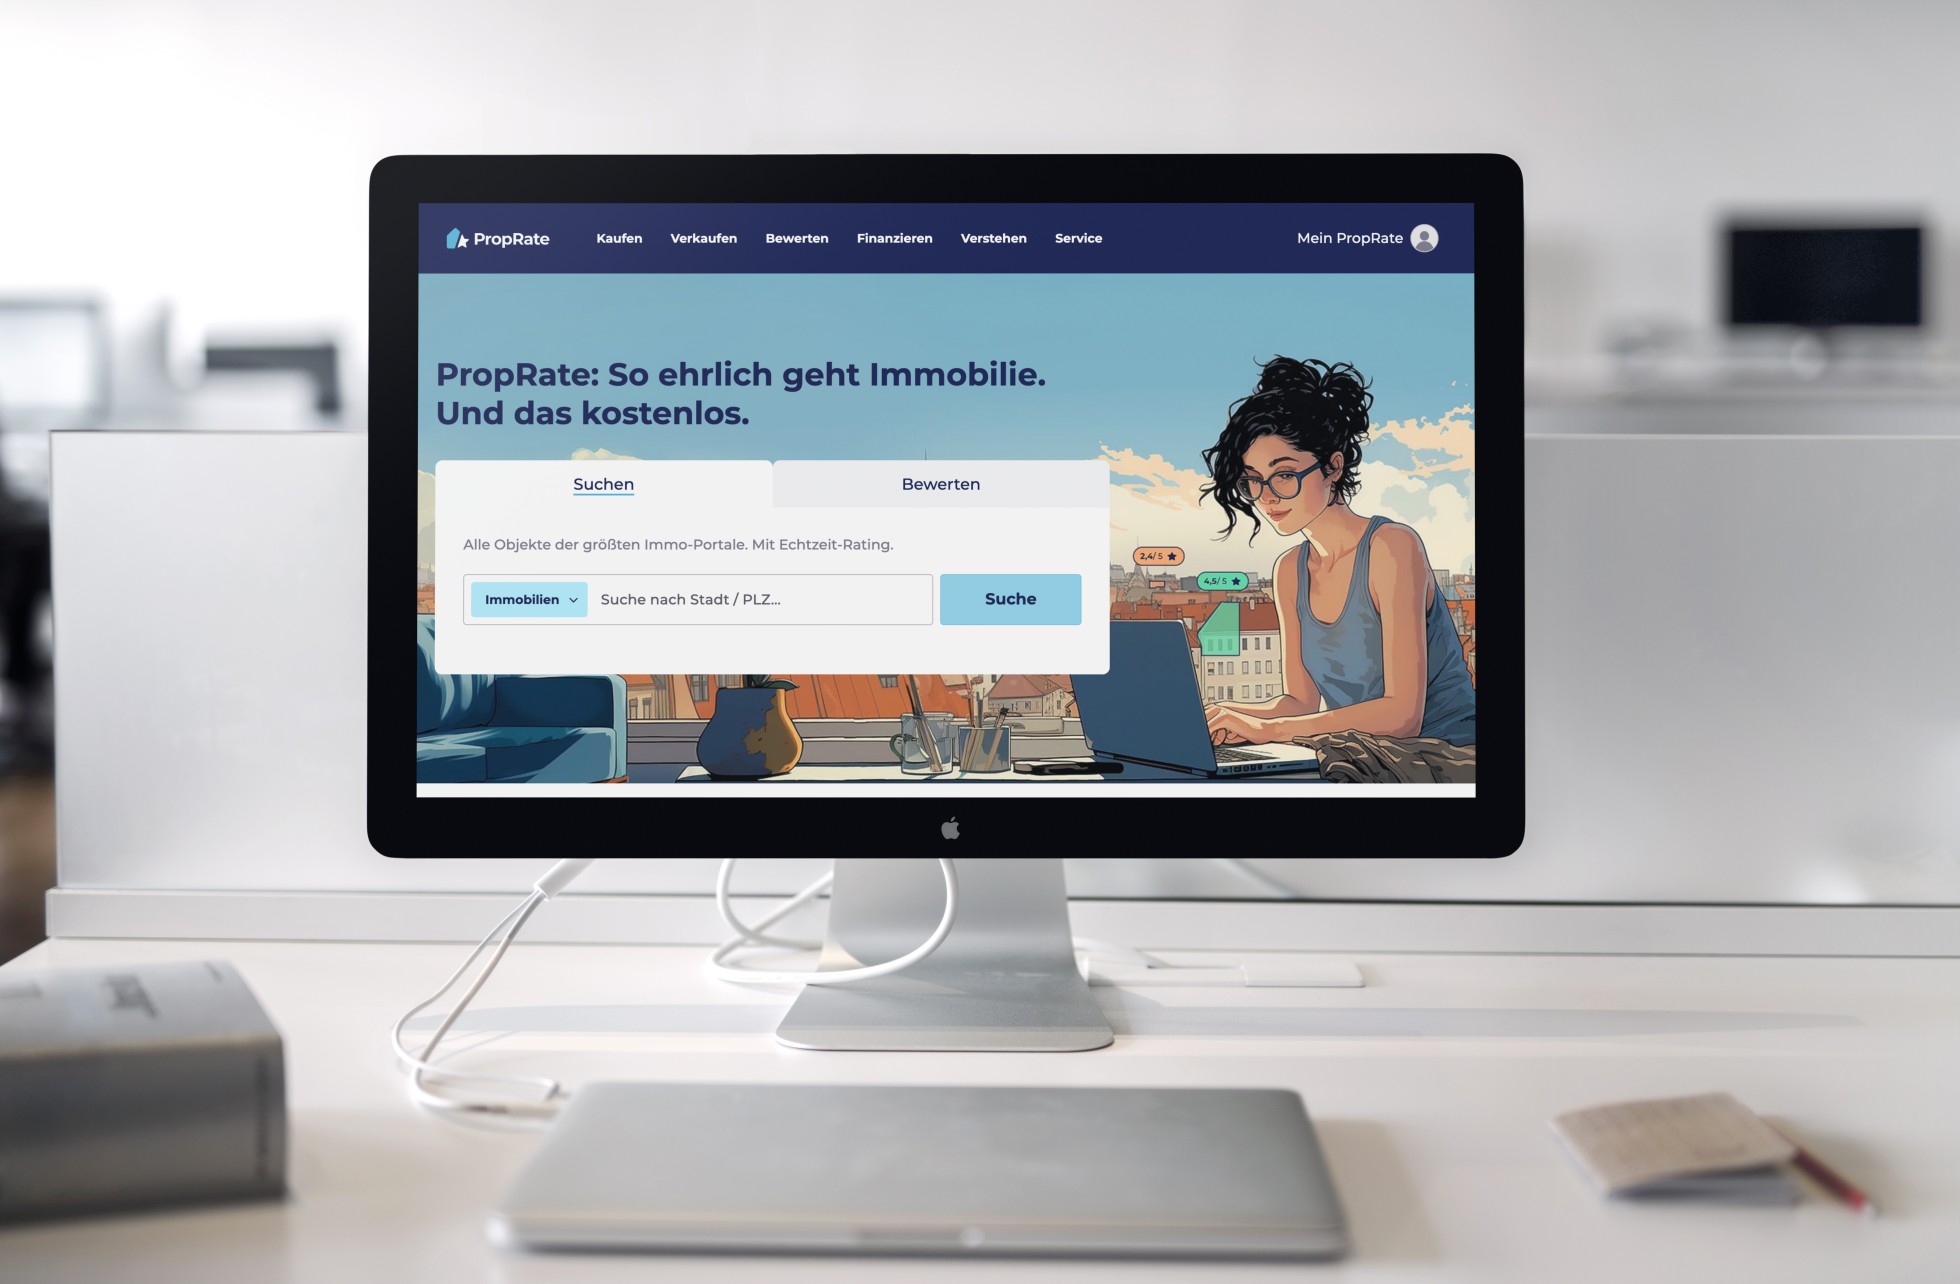 PropRate
Kaufen Verkaufen Bewerten Finanzieren Verstehen Service
Mein PropRate
PropRate: So ehrlich geht Immobilie.
Und das kostenlos.
Suchen Bewerten
Alle Objekte der größten Immo-Portale. Mit Echtzeit-Rating.
Immobilien Suche nach Stadt / PLZ... Suche
2,4/ 5 ★
4,5/ 5 ★